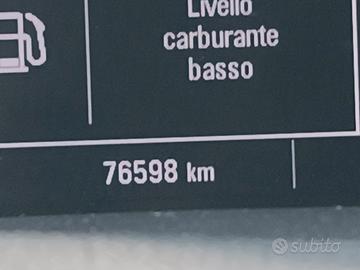 Livello
carburante
basso
76598 km
subito